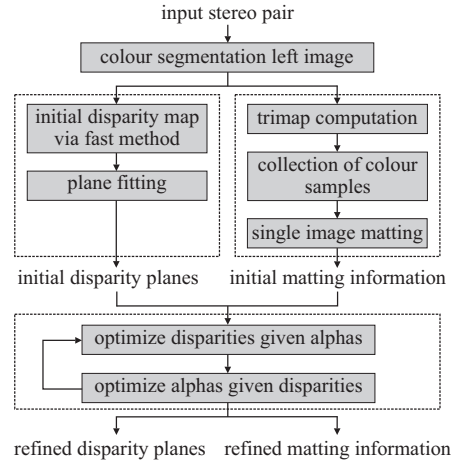 input stereo pair
colour segmentation left image
initial disparity map
via fast method
plane fitting
initial disparity planes
trimap computation
collection of colour
samples
single image matting
initial matting information
optimize disparities given alphas
optimize alphas given disparities
refined disparity planes
refined matting information